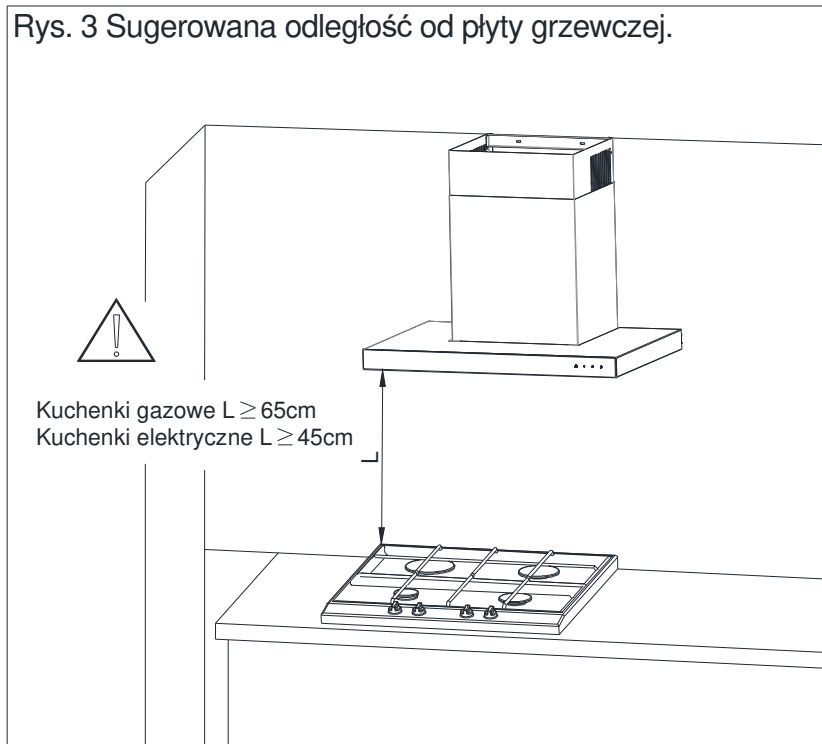 Rys. 3 Sugerowana odległość od płyty grzewczej.
Kuchenki gazowe L ≥ 65cm
Kuchenki elektryczne L ≥ 45cm
L